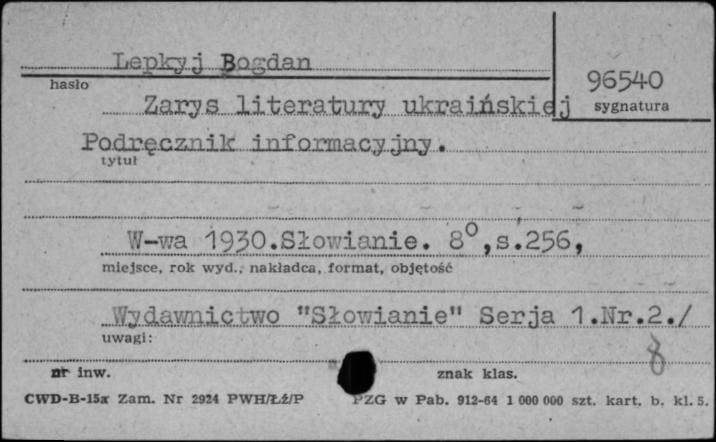 Lepkyj Bogdan
hasło
96540
sygnatura
Zarys literatury ukraińskiej
Podręcznik informacyjny.
tytuł
W-wa 1930.Słowianie. 8°,s.256,
miejsce, rok wyd., nakładca, format, objętość
Wydawnictwo "Słowianie" Serja 1.Nr.2./
uwagi:
8
nr inw.
znak klas.
CWD-B-15a Zam. Nr 2924 PWH/Łź/P
PZG w Pab. 912-64 1 000 000 szt. kart. b. kl. 5.